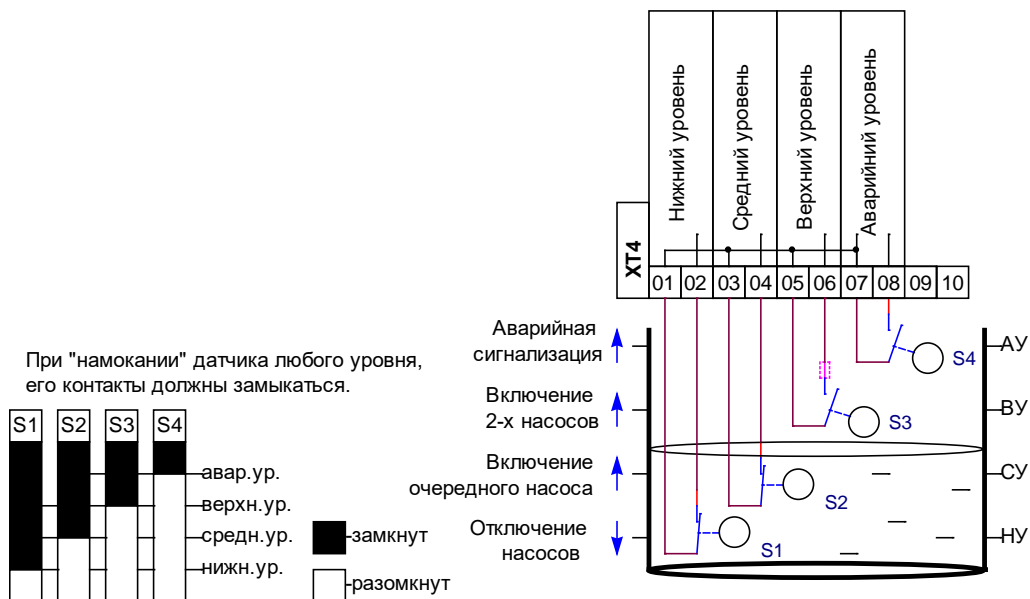 Нижний уровень
Средний уровень
Верхний уровень
Аварийний уровень
XT4
01 02 03 04 05 06 07 08 09 10
Аварийная
сигнализация
Включение
2-х насосов
Включение
очередного насоса
Отключение
насосов
S4
S3
S2
S1
АУ
ВУ
СУ
НУ
При "намокании" датчика любого уровня,
его контакты должны замыкаться.
S1 S2 S3 S4
авар.ур.
верхн.ур.
средн.ур.
нижн.ур.
-замкнут
-разомкнут